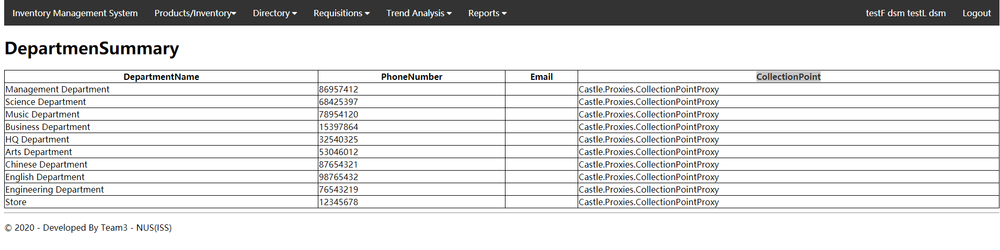 Inventory Management System Products/Inventory Directory Requisitions Trend Analysis Reports testF dsm testL dsm Logout
DepartmenSummary
DepartmentName PhoneNumber Email CollectionPoint
Management Department 86957412 Castle.Proxies.CollectionPointProxy
Science Department 68425397 Castle.Proxies.CollectionPointProxy
Music Department 78954120 Castle.Proxies.CollectionPointProxy
Business Department 15397864 Castle.Proxies.CollectionPointProxy
HQ Department 32540325 Castle.Proxies.CollectionPointProxy
Arts Department 53046012 Castle.Proxies.CollectionPointProxy
Chinese Department 87654321 Castle.Proxies.CollectionPointProxy
English Department 98765432 Castle.Proxies.CollectionPointProxy
Engineering Department 76543219 Castle.Proxies.CollectionPointProxy
Store 12345678 Castle.Proxies.CollectionPointProxy
© 2020 - Developed By Team3 - NUS(ISS)